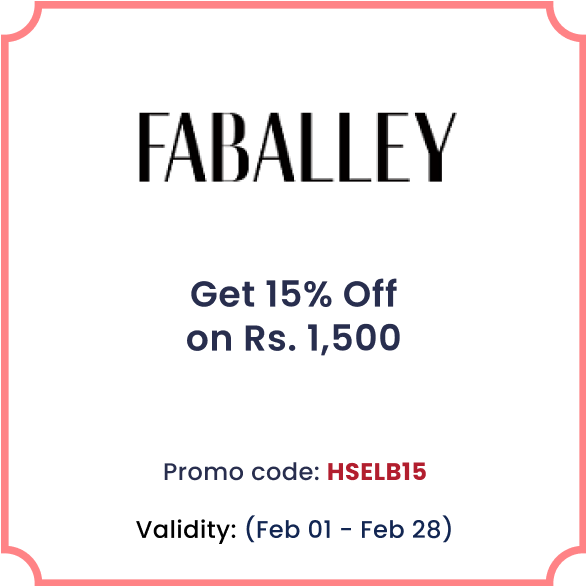 FABALLEY
Get 15% Off
on Rs. 1,500
Promo code: HSELB15
Validity: (Feb 01 - Feb 28)